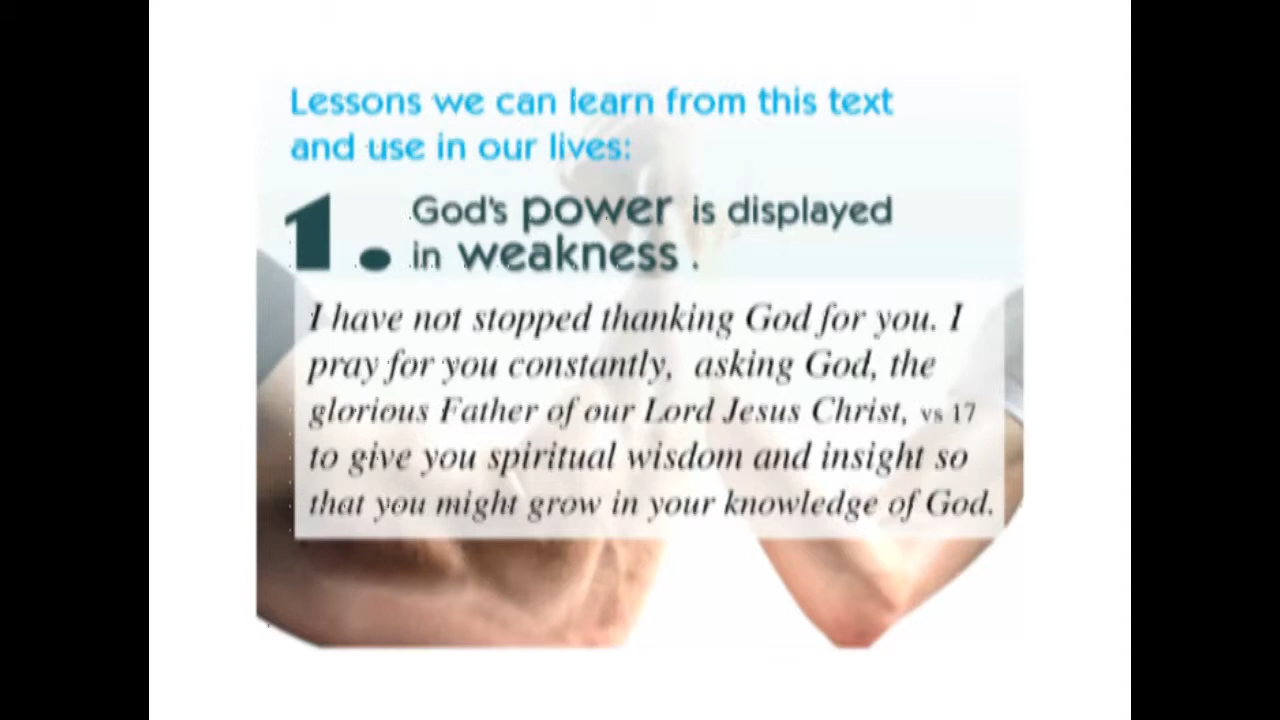 Lessons we can learn from this text
and use in our lives:
1. God's power is displayed
in weakness .
I have not stopped thanking God for you. I
pray for you constantly, asking God, the
glorious Father of our Lord Jesus Christ, vs 17
to give you spiritual wisdom and insight so
that you might grow in your knowledge of God.